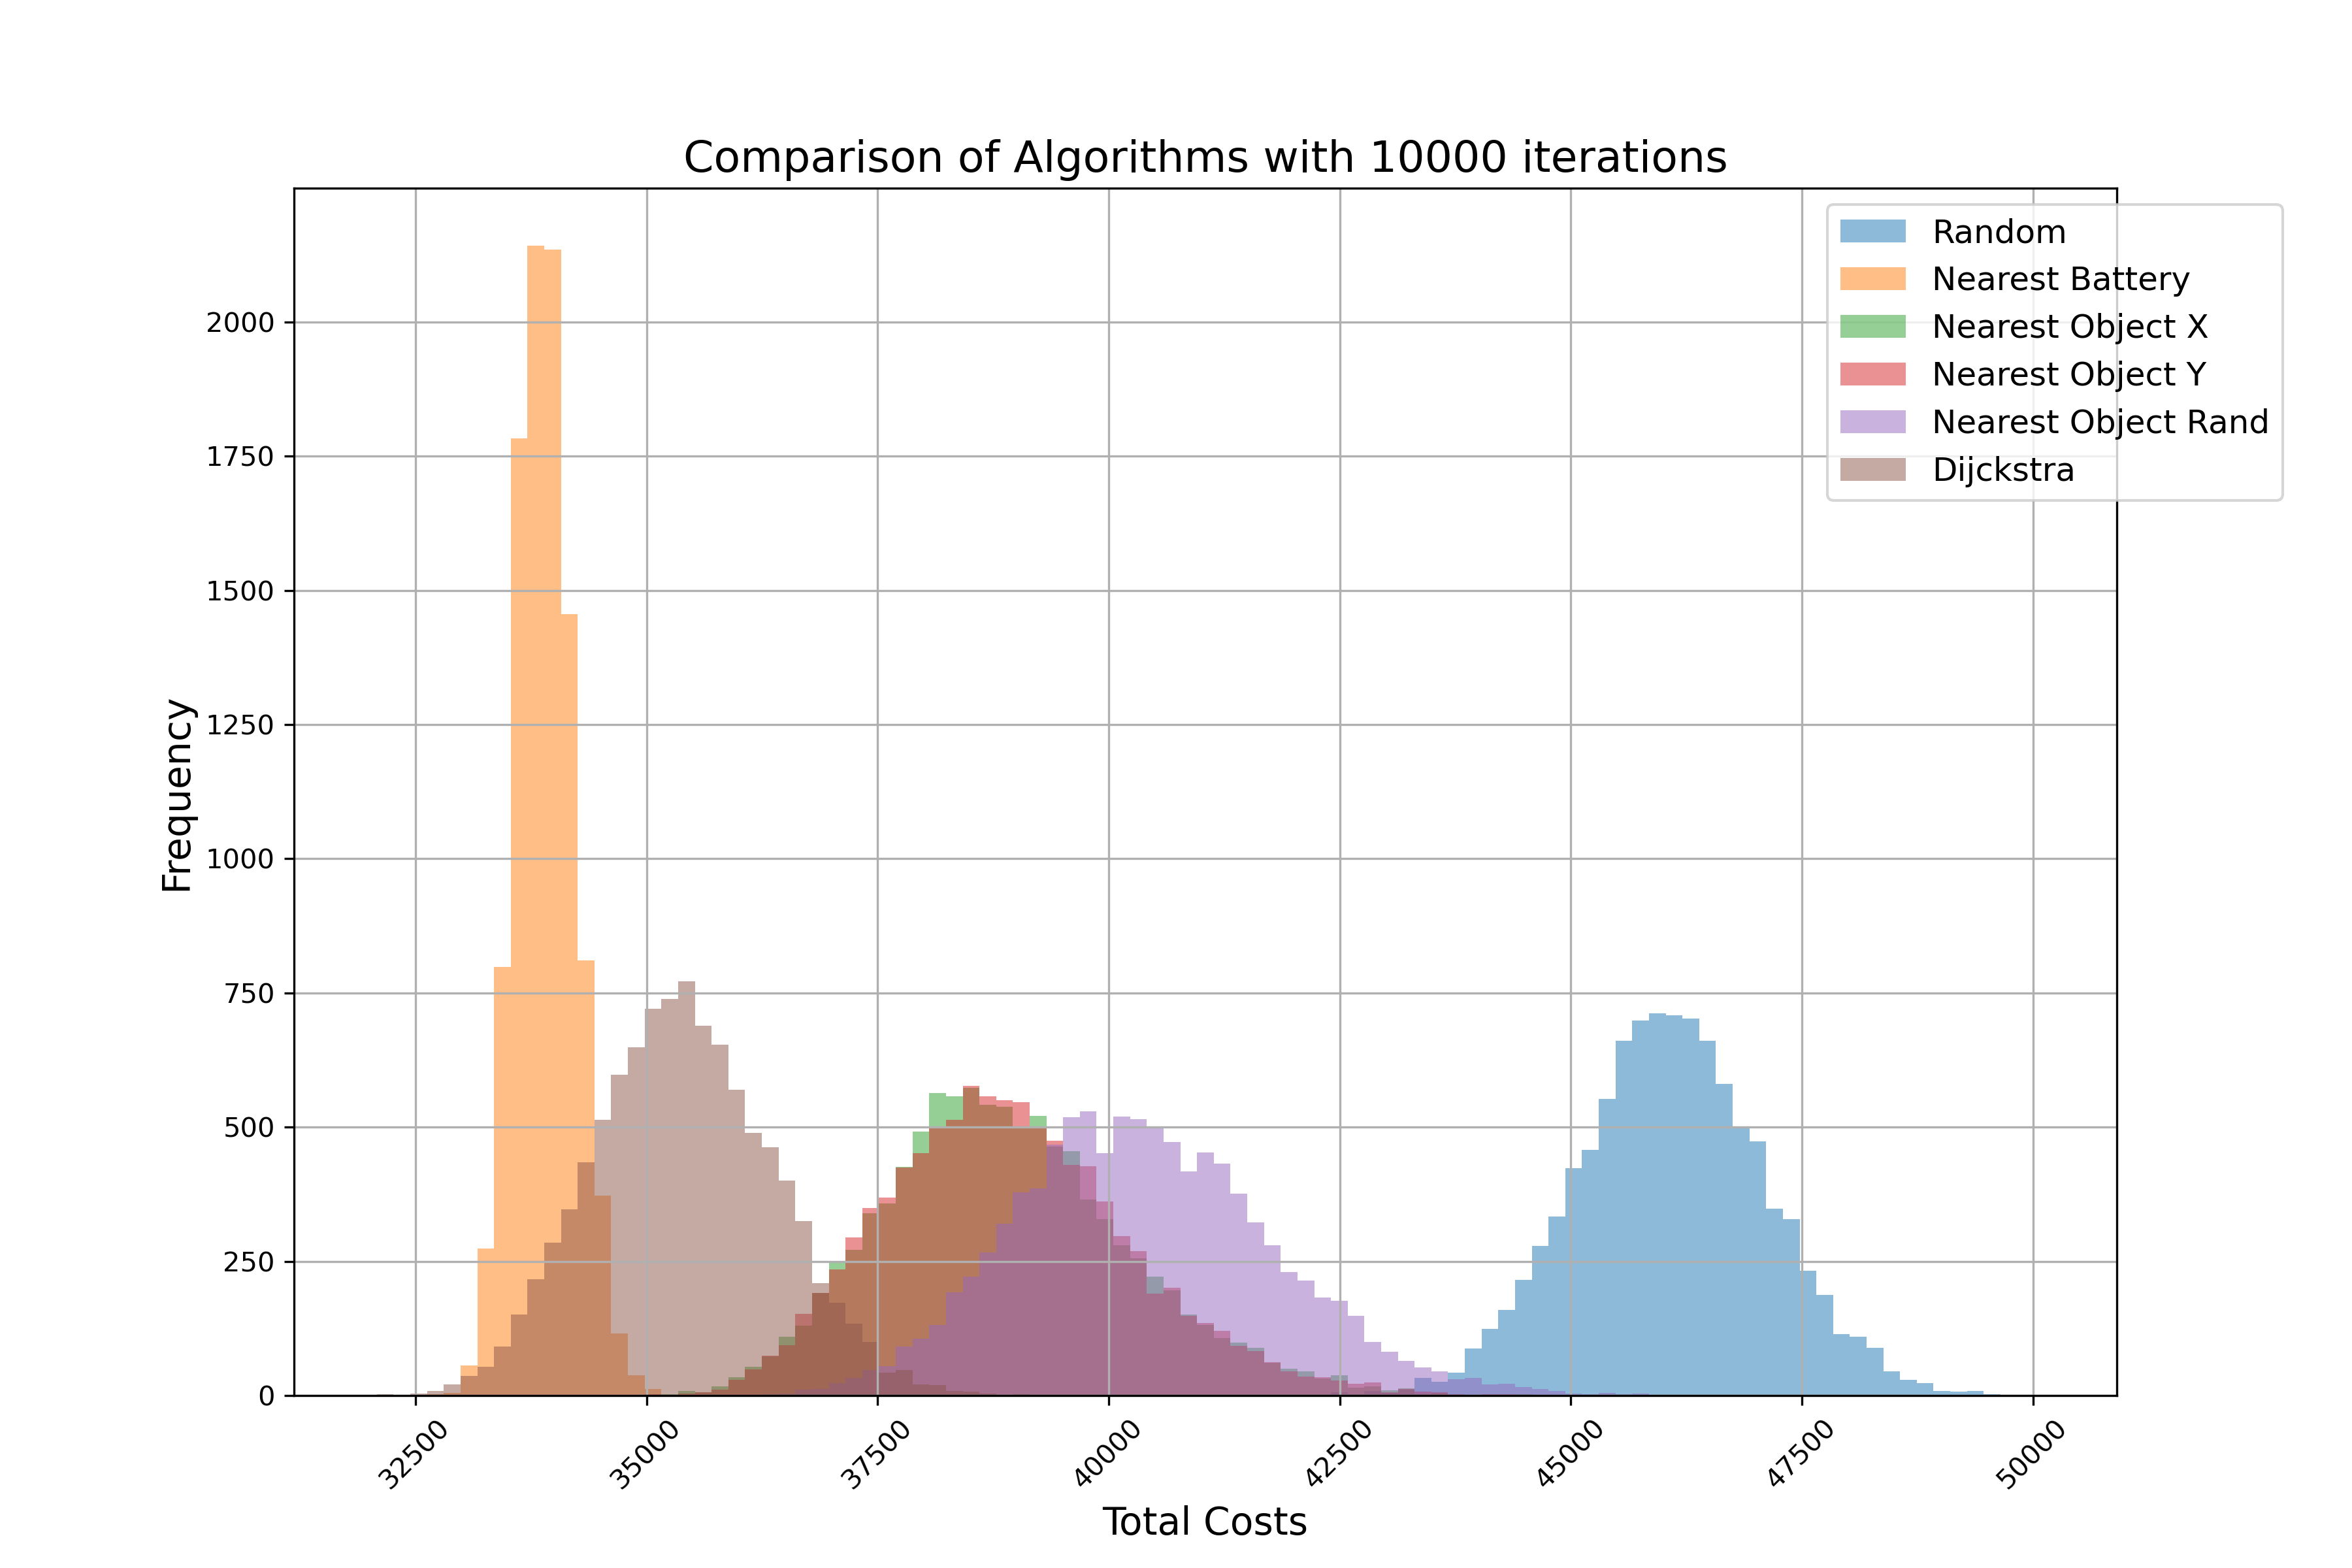 Comparison of Algorithms with 10000 iterations
Random
Nearest Battery
Nearest Object X
Nearest Object Y
Nearest Object Rand
Dijckstra
2000
1750
1500
1250
1000
750
500
250
0
Frequency
32500
35000
37500
40000
42500
45000
47500
50000
Total Costs